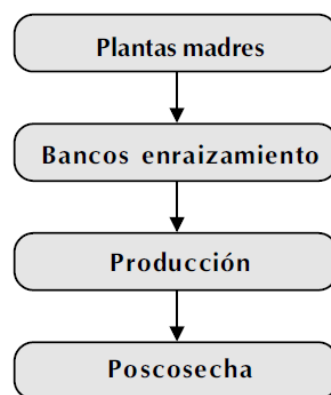 Plantas madres
Bancos enraizamiento
Producción
Poscosecha